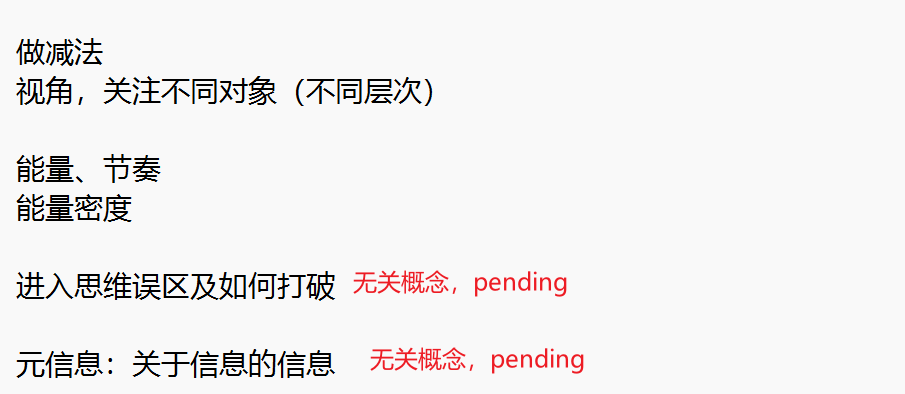 做减法
视角，关注不同对象（不同层次）
能量、节奏
能量密度
进入思维误区及如何打破 无关概念，pending
元信息：关于信息的信息 无关概念，pending